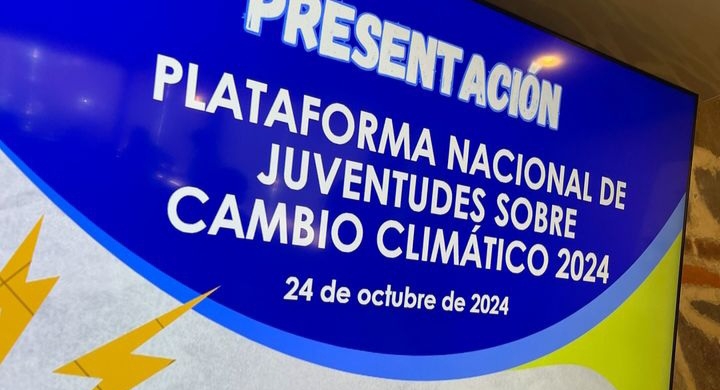 PRESENTACIÓN
PLATAFORMA NACIONAL DE
JUVENTUDES SOBRE
CAMBIO CLIMÁTICO 2024
24 de octubre de 2024